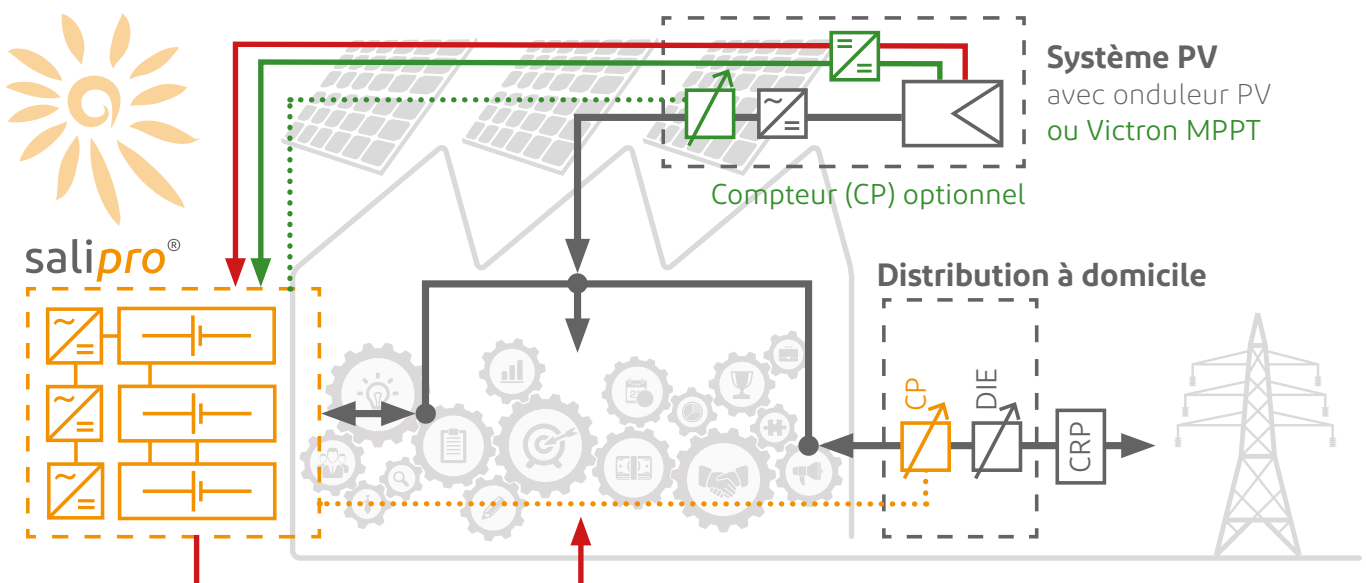 Système PV
avec onduleur PV
ou Victron MPPT
Compteur (CP) optionnel
salipro®
Distribution à domicile
CP
DIE
CRP